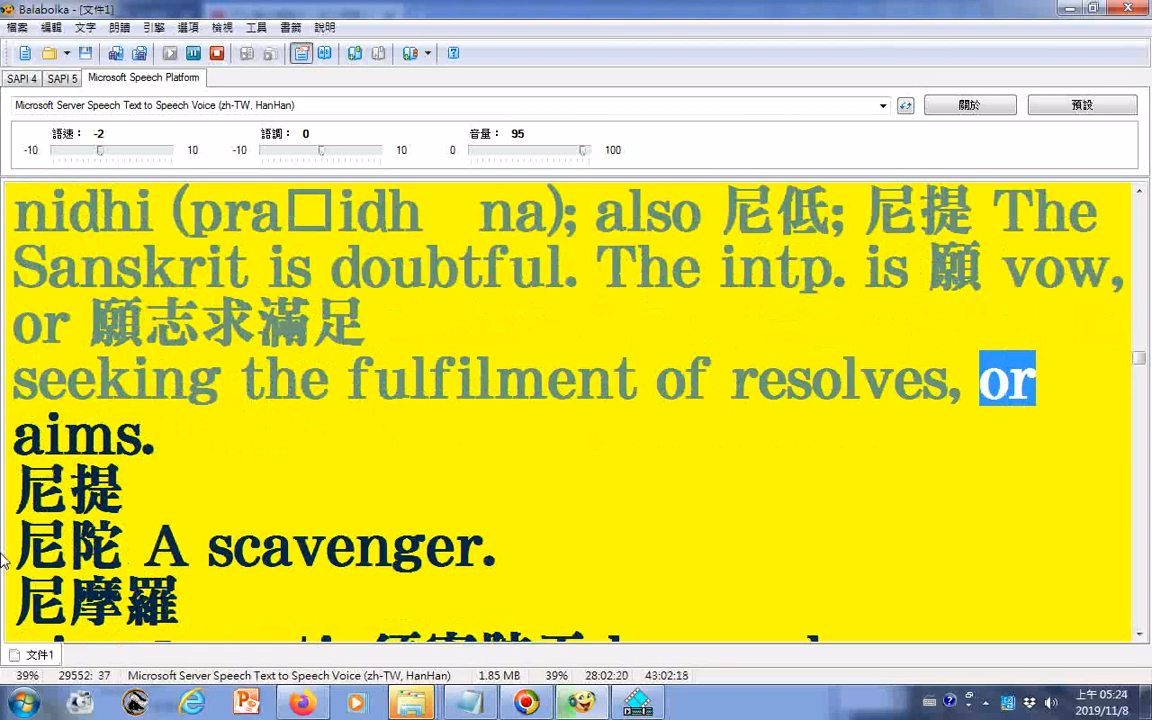 Balabolka - [文件1]
檔案 編輯 文字 朗讀 引擎 選項 檢視 工具 書籤 說明
SAPI 4 SAPI 5 Microsoft Speech Platform
Microsoft Server Speech Text to Speech Voice (zh-TW, HanHan) 關於 預設
語速： -2 語調： 0 音量： 95
-10 10 -10 10 0 100
nidhi (pra□idh na); also 尼低; 尼提 The
Sanskrit is doubtful. The intp. is 願 vow,
or 願志求滿足
seeking the fulfilment of resolves, or
aims.
尼提
尼陀 A scavenger.
尼摩羅
文件1
39% 29552: 37 Microsoft Server Speech Text to Speech Voice (zh-TW, HanHan) 1.85 MB 39% 28:02:20 43:02:18
上午 05:24
2019/11/8